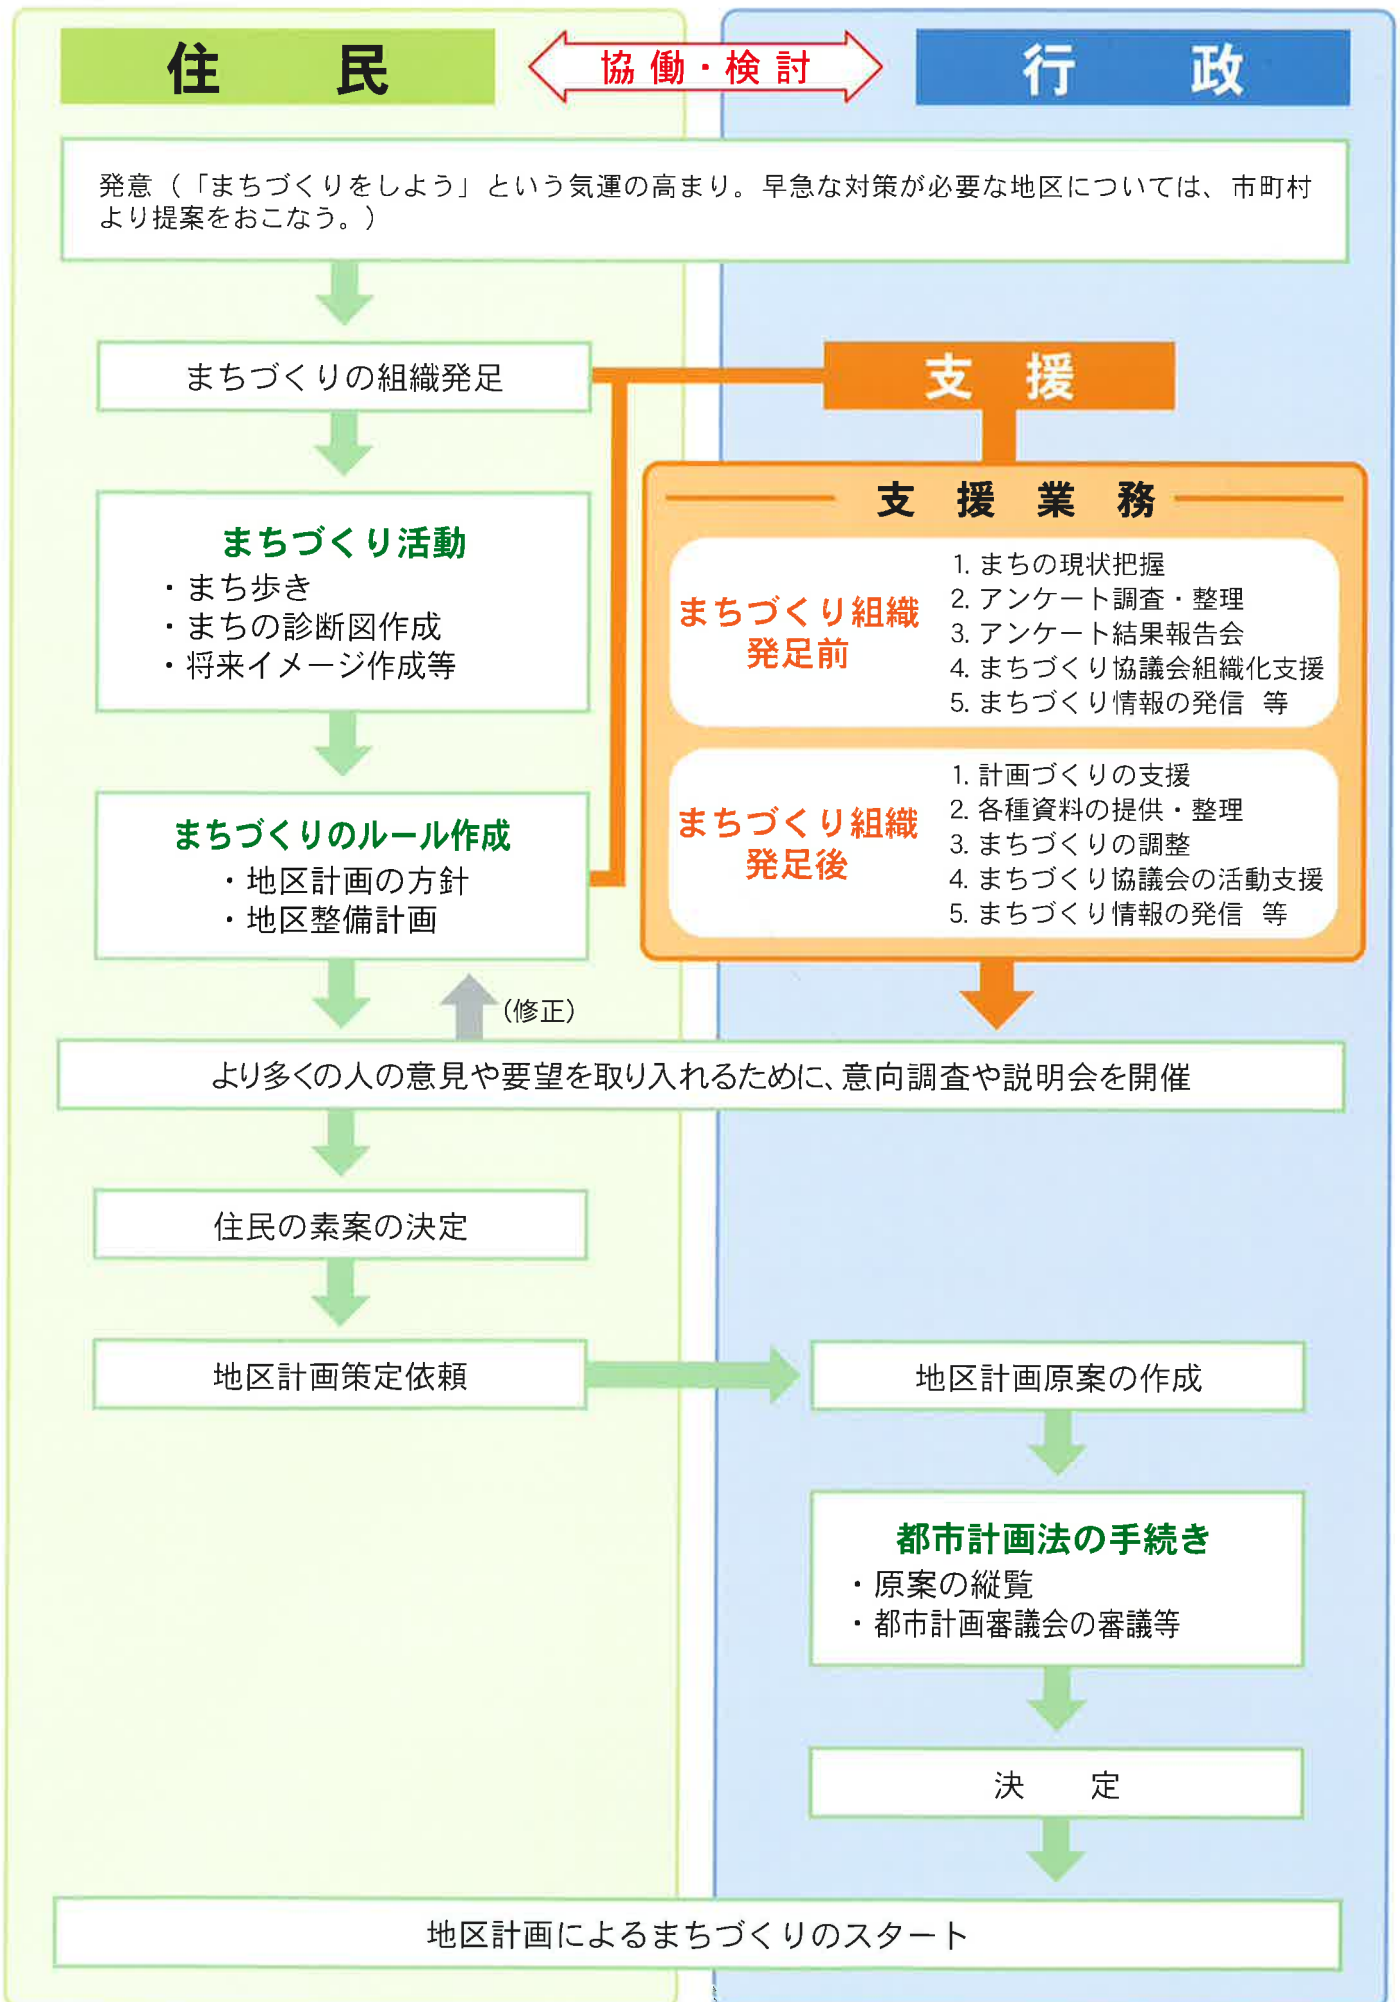 住　民
協働・検討
行　政
発意（「まちづくりをしよう」という気運の高まり。早急な対策が必要な地区については、市町村
より提案をおこなう。）
まちづくりの組織発足
支　援
まちづくり活動
・まち歩き
・まちの診断図作成
・将来イメージ作成等
支　援　業　務
まちづくり組織
発足前
1. まちの現状把握
2. アンケート調査・整理
3. アンケート結果報告会
4. まちづくり協議会組織化支援
5. まちづくり情報の発信　等
まちづくり組織
発足後
1. 計画づくりの支援
2. 各種資料の提供・整理
3. まちづくりの調整
4. まちづくり協議会の活動支援
5. まちづくり情報の発信　等
まちづくりのルール作成
・地区計画の方針
・地区整備計画
（修正）
より多くの人の意見や要望を取り入れるために、意向調査や説明会を開催
住民の素案の決定
地区計画策定依頼
地区計画原案の作成
都市計画法の手続き
・原案の縦覧
・都市計画審議会の審議等
決　定
地区計画によるまちづくりのスタート